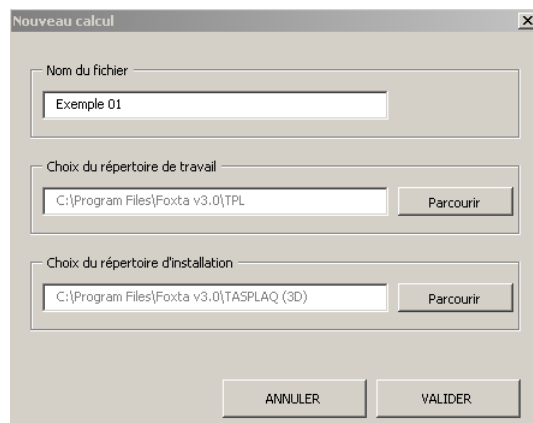 Nouveau calcul
Nom du fichier
Exemple 01
Choix du répertoire de travail
C:\Program Files\Foxta v3.0\TPL
Parcourir
Choix du répertoire d'installation
C:\Program Files\Foxta v3.0\TASPLAQ (3D)
Parcourir
ANNULER
VALIDER